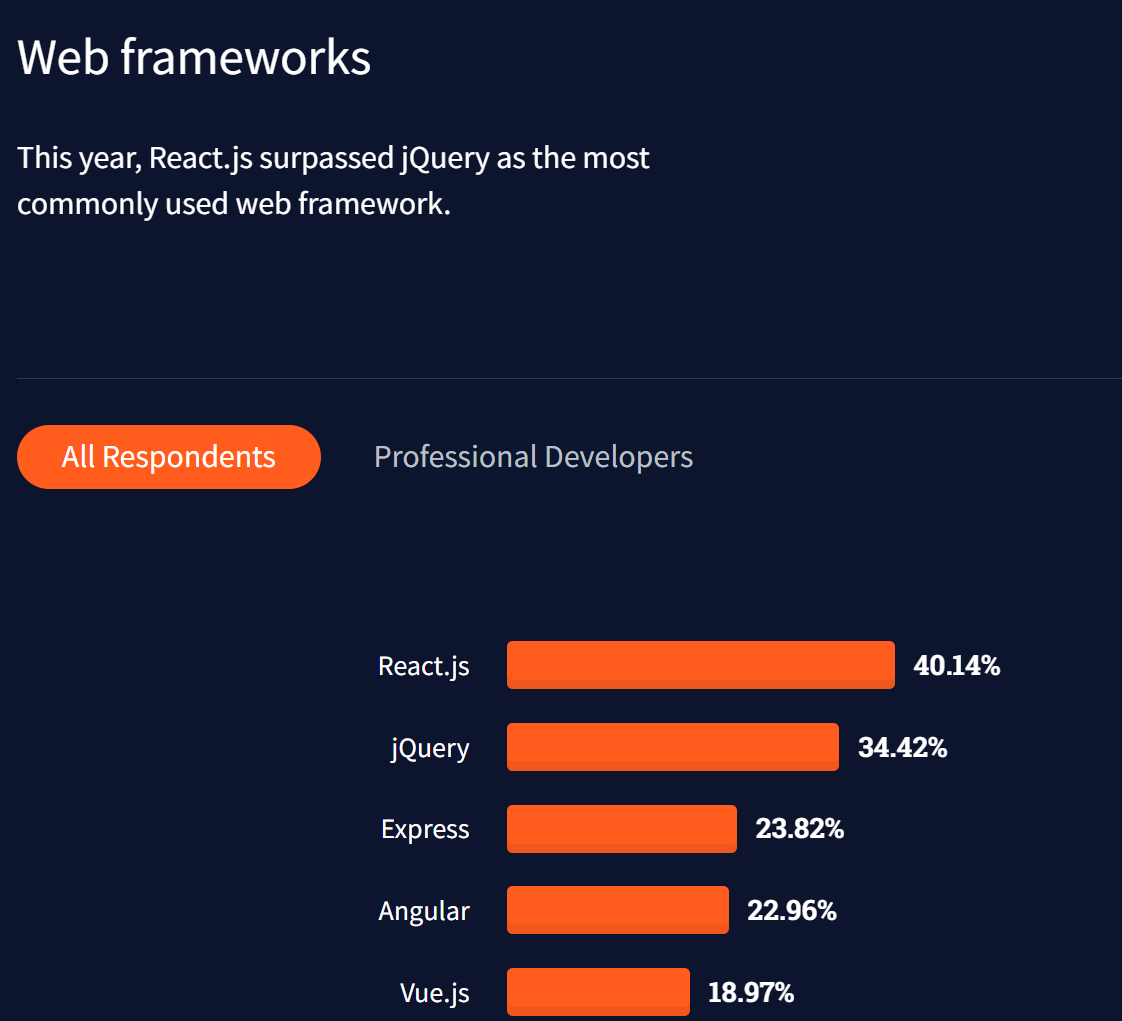 Web frameworks
This year, React.js surpassed jQuery as the most
commonly used web framework.
All Respondents
Professional Developers
React.js 40.14%
jQuery 34.42%
Express 23.82%
Angular 22.96%
Vue.js 18.97%